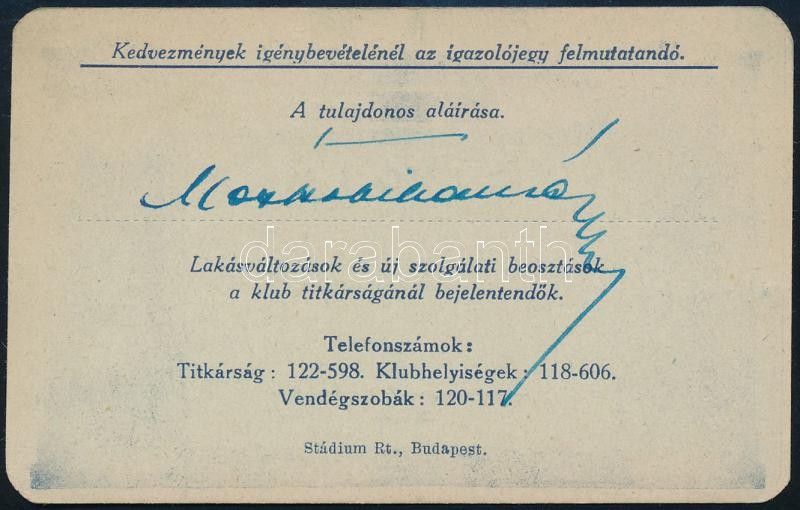 Kedvezmények igénybevételénél az igazolójegy felmutatandó.
A tulajdonos aláírása.
darabanth
Lakásváltozások és új szolgálati beosztások
a klub titkárságánál bejelentendők.
Telefonszámok:
Titkárság: 122-598. Klubhelyiségek: 118-606.
Vendégszobák: 120-117.
Stádium Rt., Budapest.